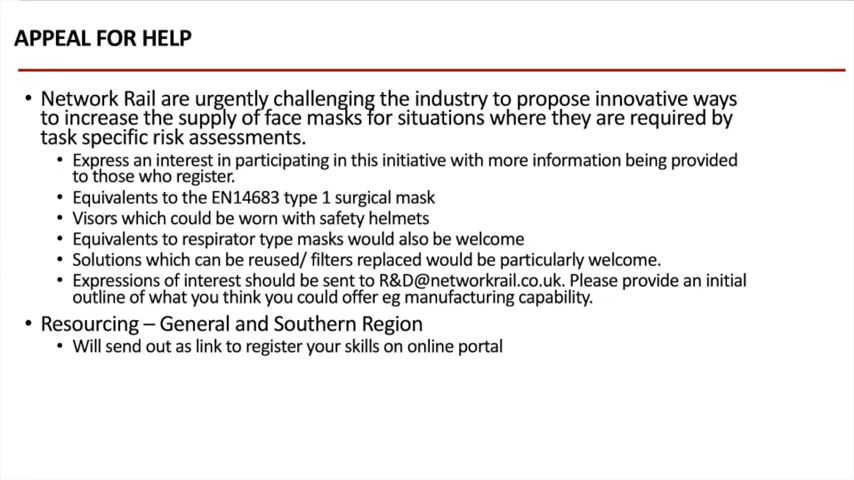 APPEAL FOR HELP
• Network Rail are urgently challenging the industry to propose innovative ways
to increase the supply of face masks for situations where they are required by
task specific risk assessments.
• Express an interest in participating in this initiative with more information being provided
to those who register.
• Equivalents to the EN14683 type 1 surgical mask
• Visors which could be worn with safety helmets
• Equivalents to respirator type masks would also be welcome
• Solutions which can be reused/ filters replaced would be particularly welcome.
• Expressions of interest should be sent to R&D@networkrail.co.uk. Please provide an initial
outline of what you think you could offer eg manufacturing capability.
• Resourcing – General and Southern Region
• Will send out as link to register your skills on online portal